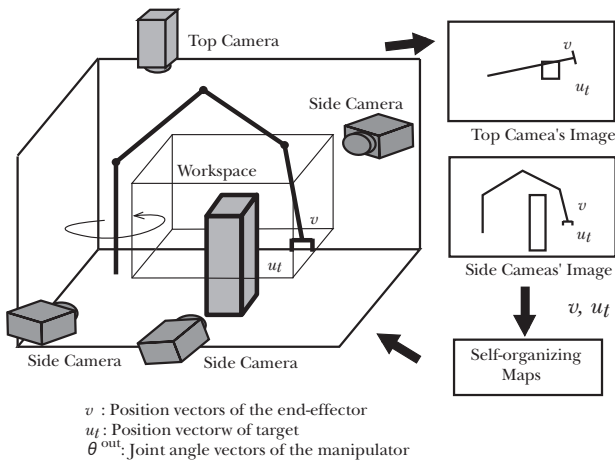 Top Camera
v
u_t
Top Camea's Image
Side Camera
Workspace
v
u_t
v
u_t
Side Cameas' Image
v, u_t
Self-organizing
Maps
Side Camera
Side Camera
v : Position vectors of the end-effector
u_t : Position vectorw of target
θ^out: Joint angle vectors of the manipulator